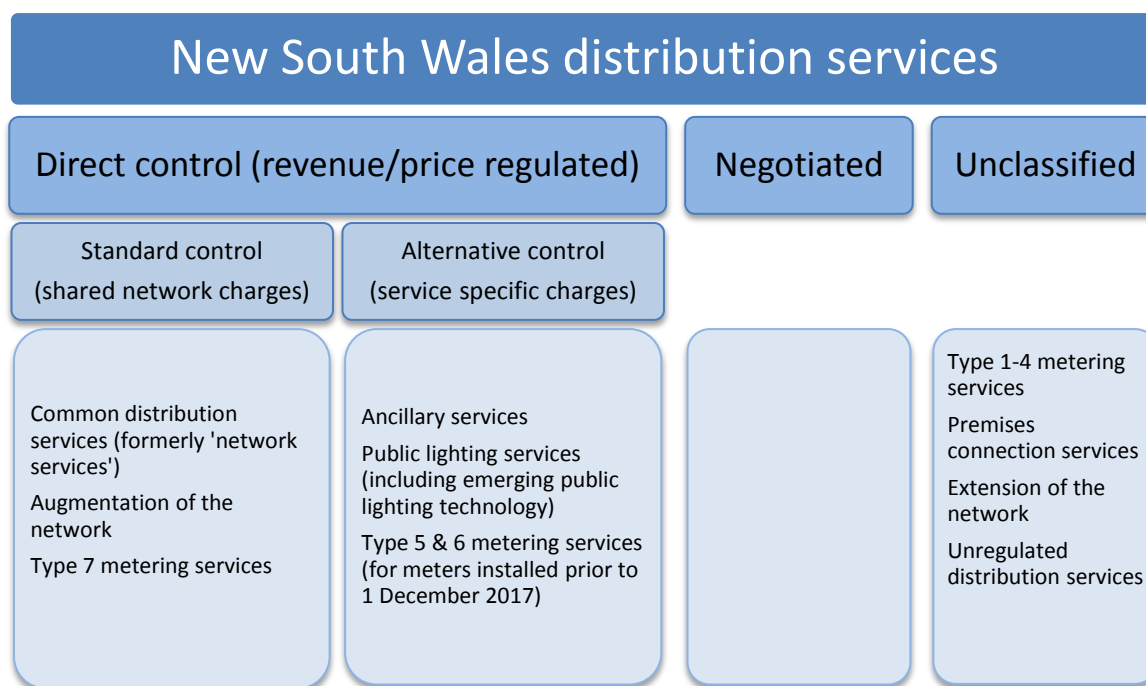 New South Wales distribution services
Direct control (revenue/price regulated)
Negotiated
Unclassified
Standard control
(shared network charges)
Alternative control
(service specific charges)
Common distribution
services (formerly 'network
services')
Augmentation of the
network
Type 7 metering services
Ancillary services
Public lighting services
(including emerging public
lighting technology)
Type 5 & 6 metering services
(for meters installed prior to
1 December 2017)
Type 1-4 metering
services
Premises
connection services
Extension of the
network
Unregulated
distribution services